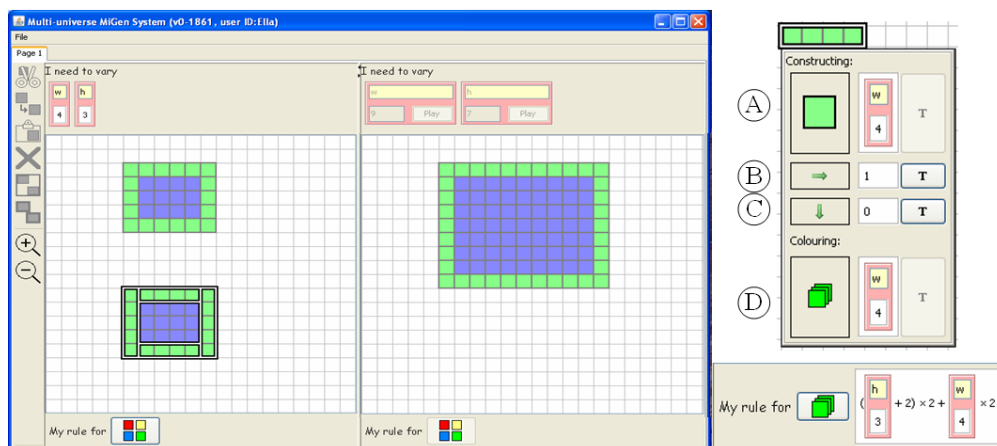 Multi-universe MiGen System (v0-1861, user ID:Ella)
File
Page 1
I need to vary
w h
4 3
I need to vary
w h
9 Play 7 Play
My rule for
My rule for
Constructing:
A
w
4
T
B
1
T
C
0
T
Colouring:
D
w
4
T
My rule for ( h 3 + 2) × 2 + w 4 × 2